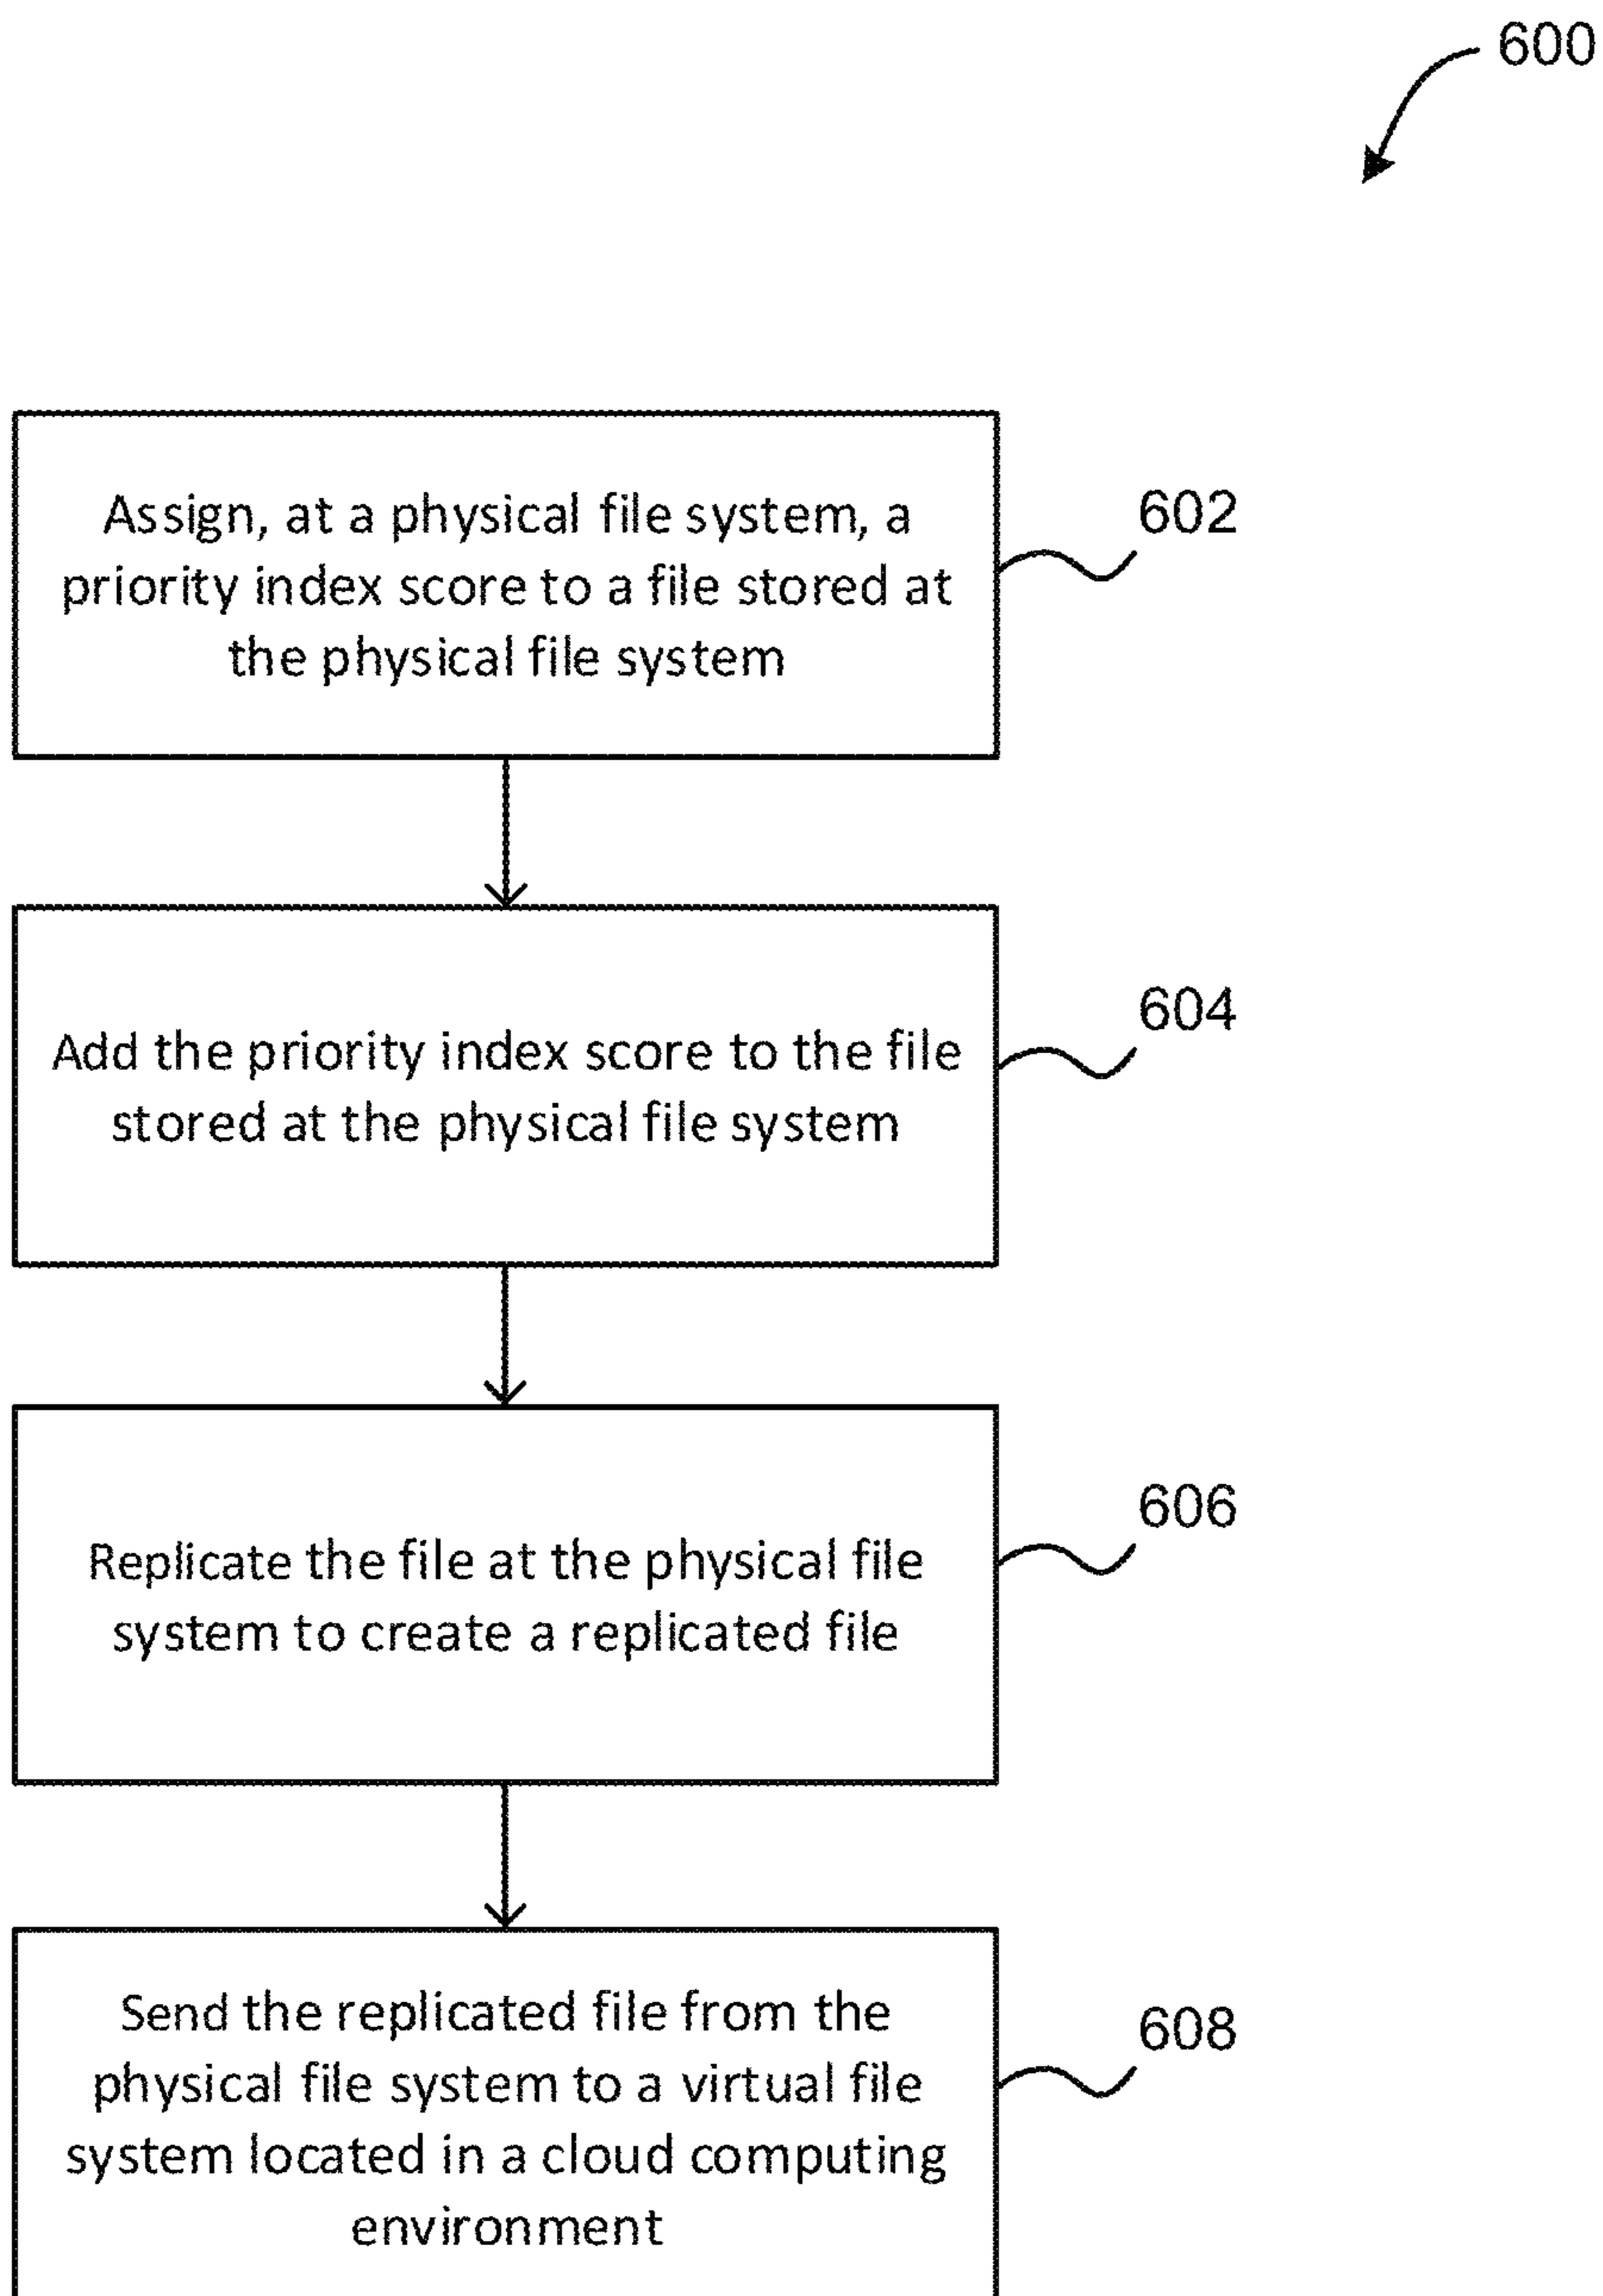 600
Assign, at a physical file system, a
priority index score to a file stored at
the physical file system
602
Add the priority index score to the file
stored at the physical file system
604
Replicate the file at the physical file
system to create a replicated file
606
Send the replicated file from the
physical file system to a virtual file
system located in a cloud computing
environment
608